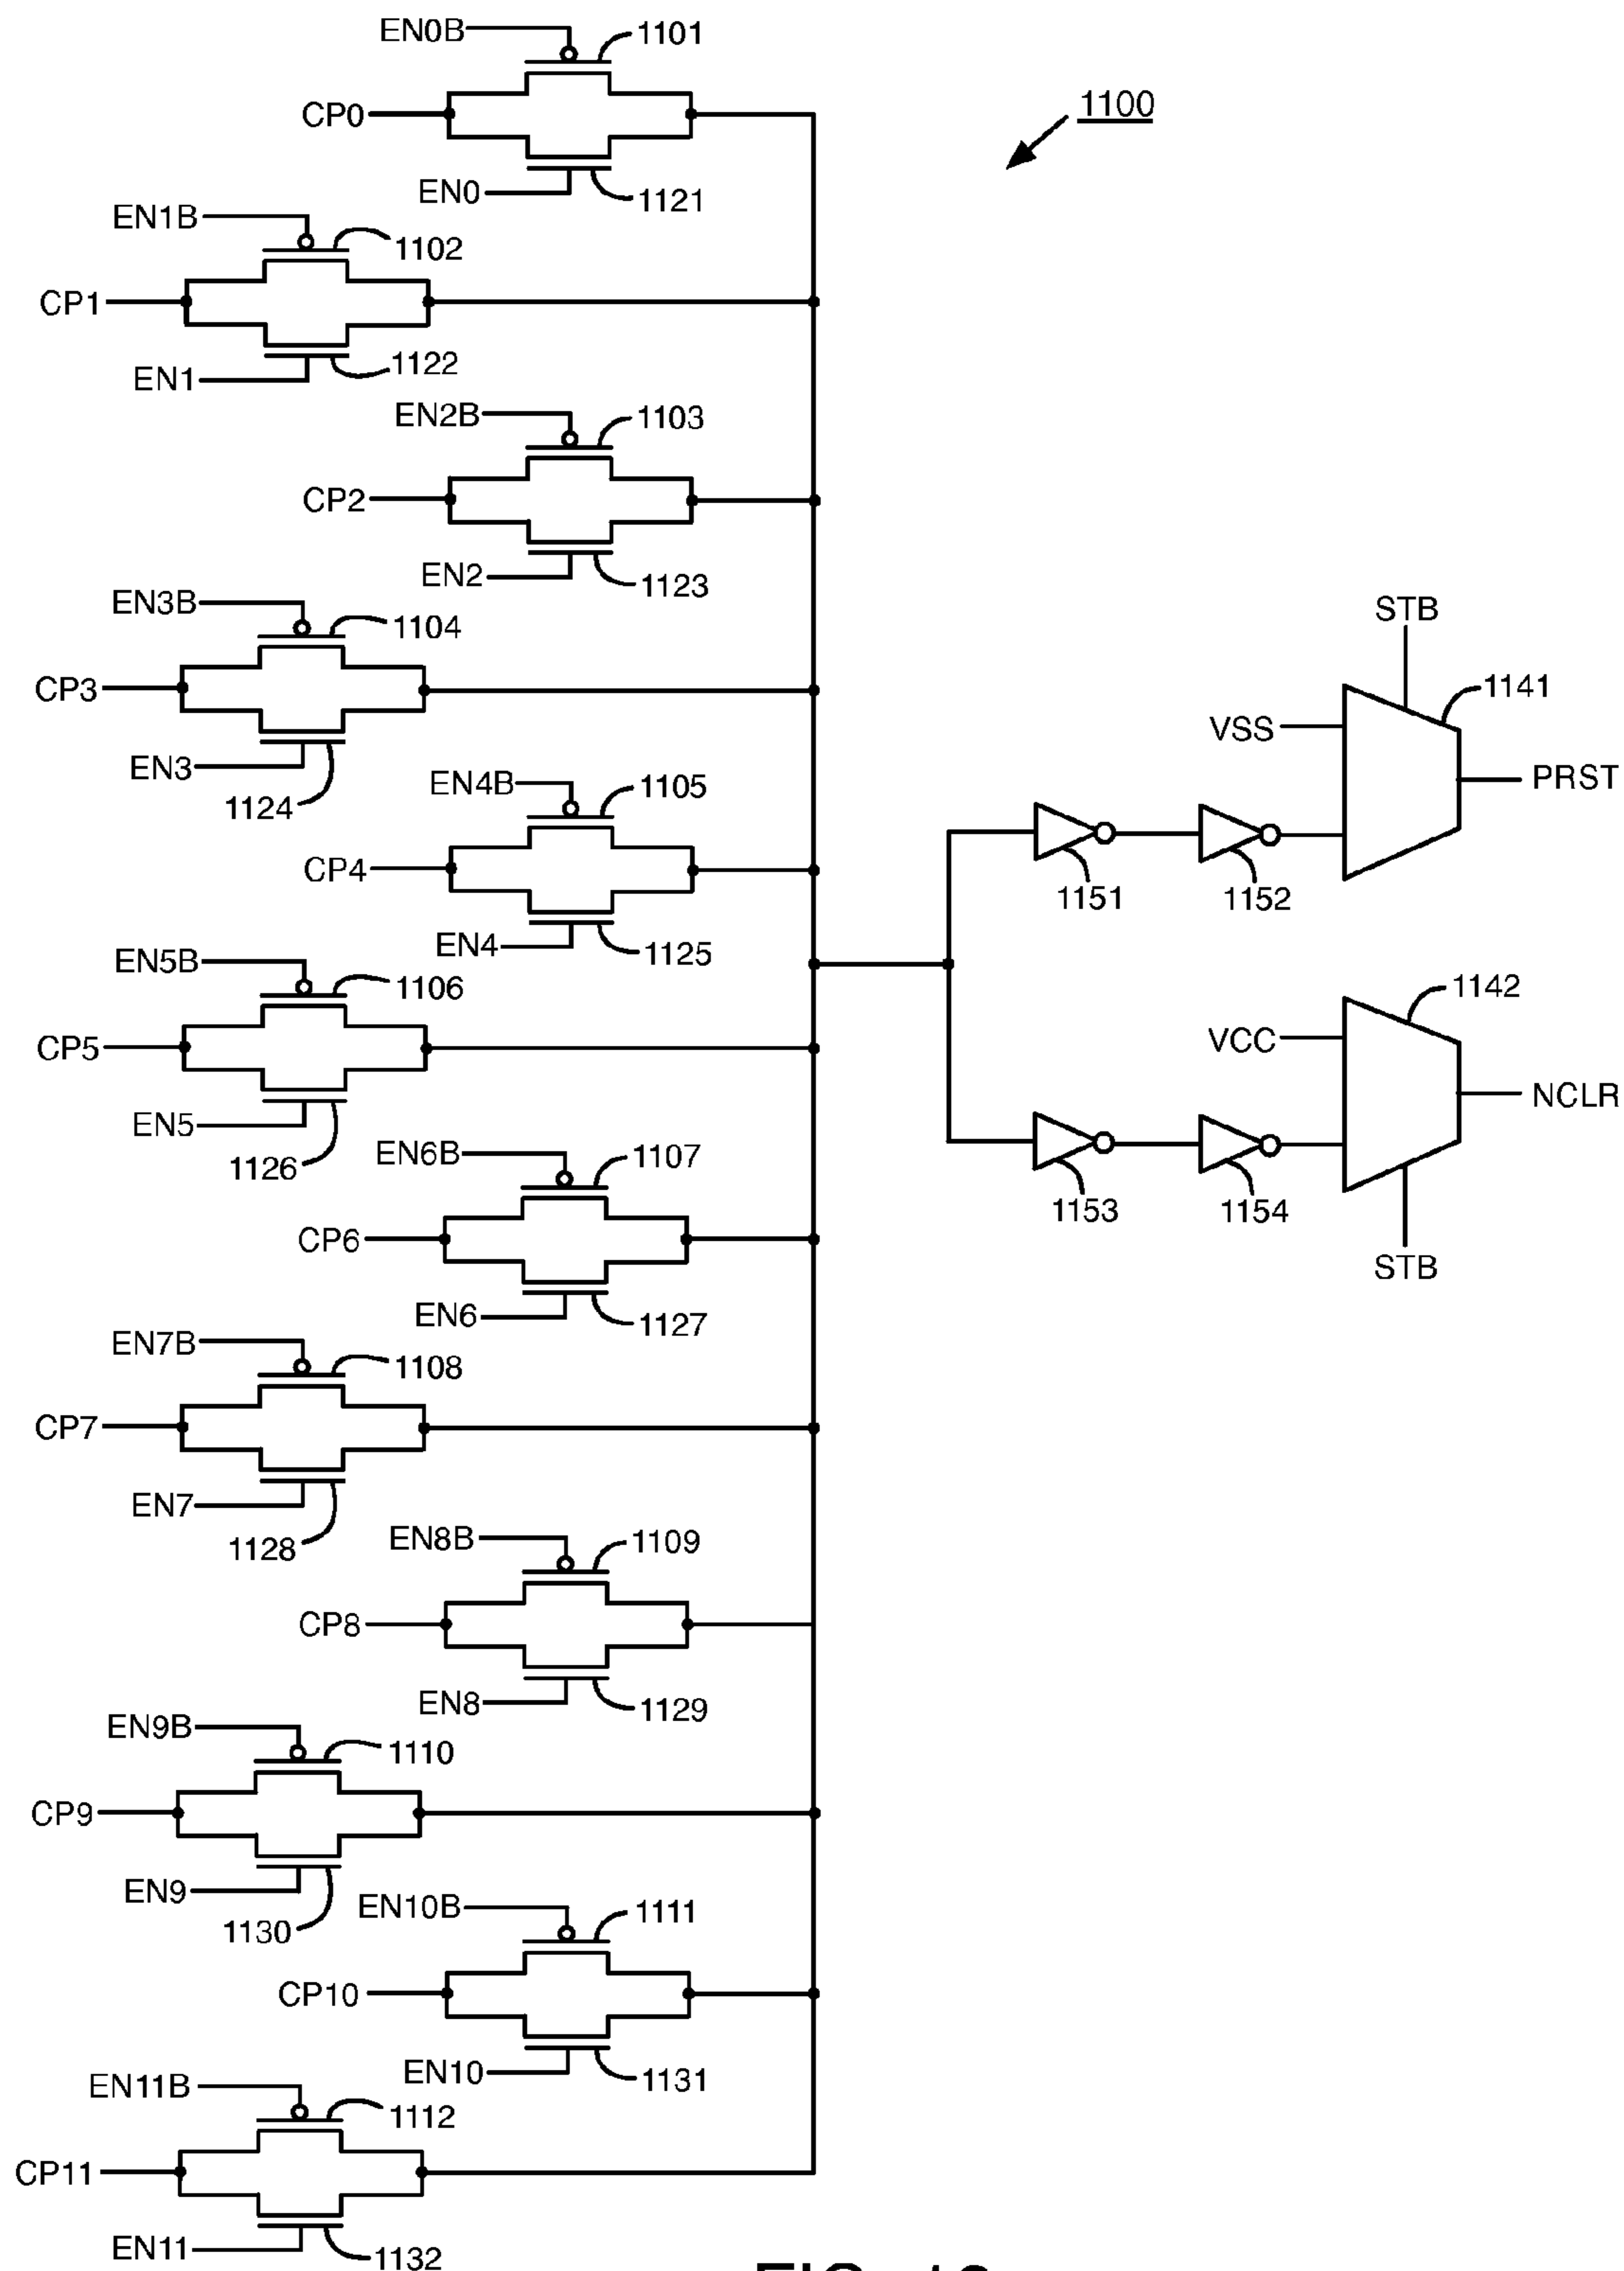 EN0B
1101
CP0
EN0
1121
1100
EN1B
1102
CP1
EN1
1122
EN2B
1103
CP2
EN2
1123
EN3B
1104
CP3
EN3
1124
EN4B
1105
CP4
EN4
1125
EN5B
1106
CP5
EN5
1126
EN6B
1107
CP6
EN6
1127
EN7B
1108
CP7
EN7
1128
EN8B
1109
CP8
EN8
1129
EN9B
1110
CP9
EN9
1130
EN10B
1111
CP10
EN10
1131
EN11B
1112
CP11
EN11
1132
STB
1141
VSS
PRST
1151
1152
1142
VCC
NCLR
1153
1154
STB